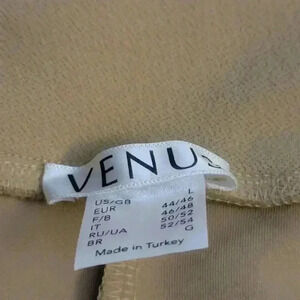 VENU
US/GB L
EUR 44/46
F/B 46/48
IT 50/52
RU/UA 52/54
BR G
Made in Turkey